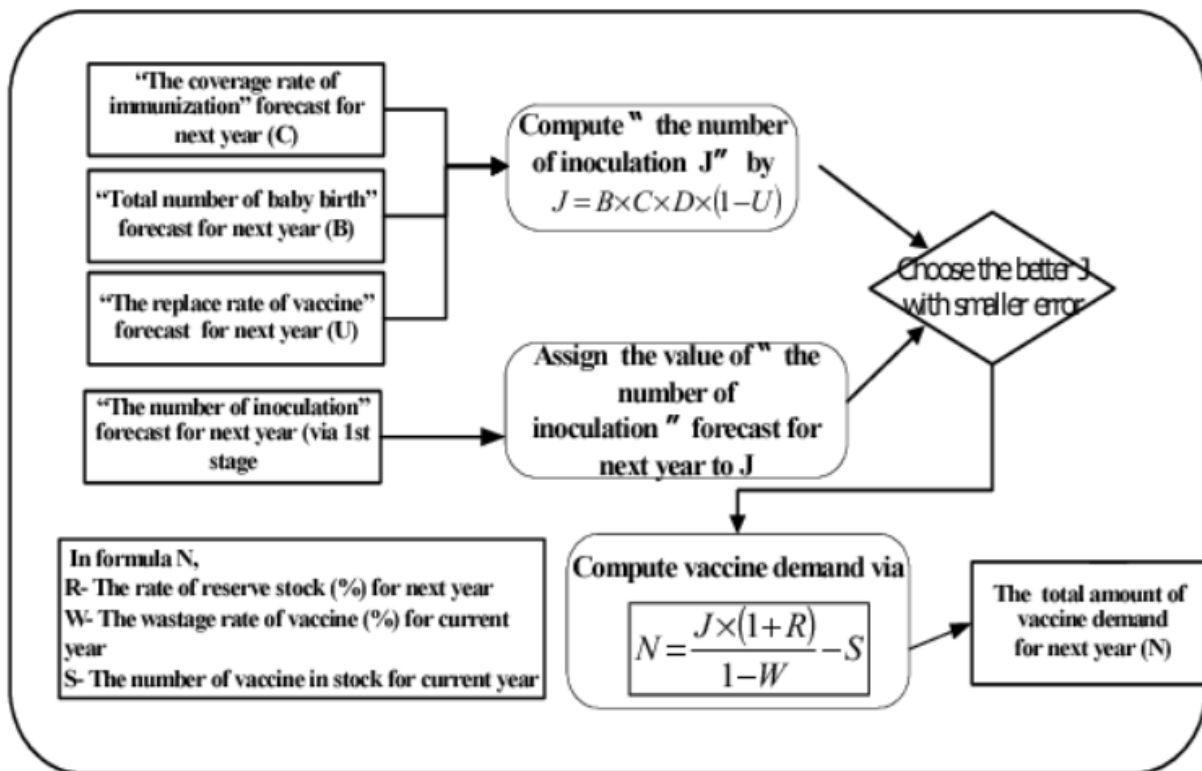 “The coverage rate of
immunization” forecast for
next year (C)
“Total number of baby birth”
forecast for next year (B)
“The replace rate of vaccine”
forecast for next year (U)
“The number of inoculation”
forecast for next year (via 1st
stage
Compute “ the number
of inoculation J” by
J = B×C×D×(1−U)
Assign the value of “ the
number of
inoculation ” forecast for
next year to J
Choose the better J
with smaller error
In formula N,
R- The rate of reserve stock (%) for next year
W- The wastage rate of vaccine (%) for current
year
S- The number of vaccine in stock for current year
Compute vaccine demand via
N = J×(1+R) / 1−W − S
The total amount of
vaccine demand
for next year (N)